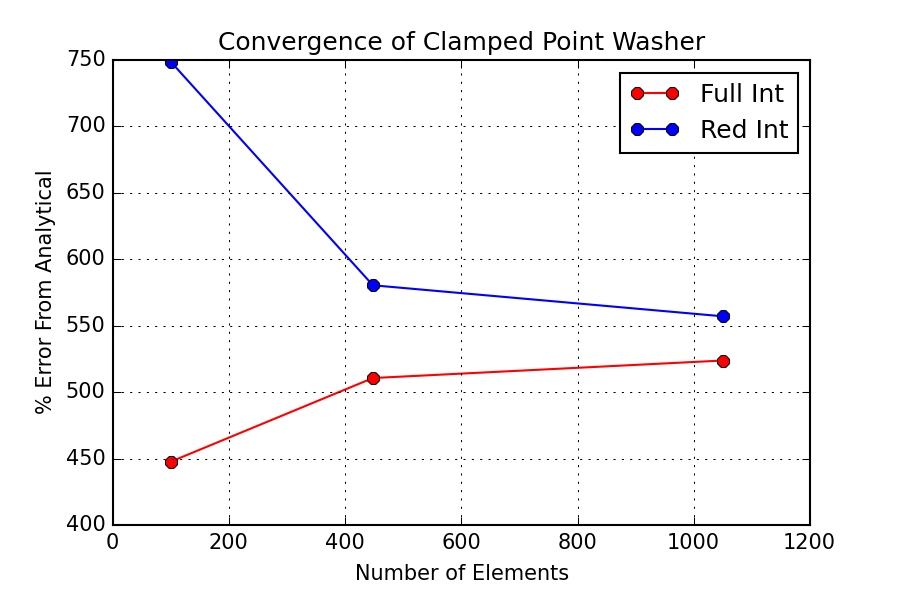 Convergence of Clamped Point Washer
Full Int
Red Int
% Error From Analytical
750
700
650
600
550
500
450
400
0 200 400 600 800 1000 1200
Number of Elements